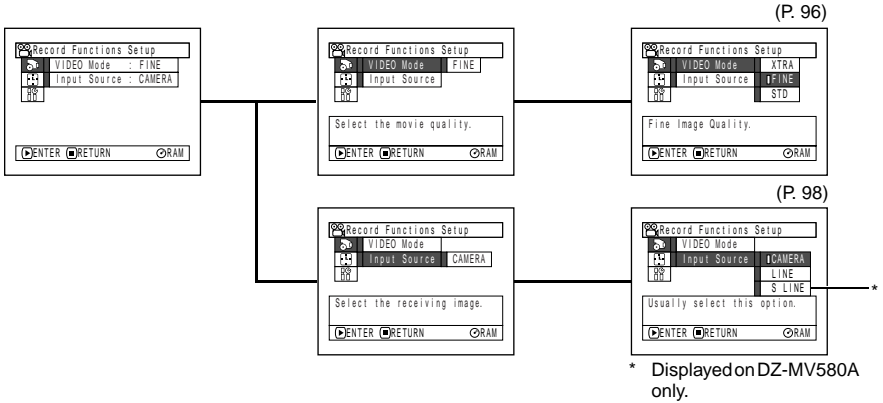 (P. 96)
Record Functions Setup
VIDEO Mode : FINE
Input Source : CAMERA
ENTER RETURN RAM
Record Functions Setup
VIDEO Mode FINE
Input Source
Select the movie quality.
ENTER RETURN RAM
Record Functions Setup
VIDEO Mode XTRA
Input Source FINE
STD
Fine Image Quality.
ENTER RETURN RAM
(P. 98)
Record Functions Setup
VIDEO Mode
Input Source CAMERA
Select the receiving image.
ENTER RETURN RAM
Record Functions Setup
VIDEO Mode
Input Source CAMERA
LINE
S LINE *
Usually select this option.
ENTER RETURN RAM
* Displayed on DZ-MV580A
only.